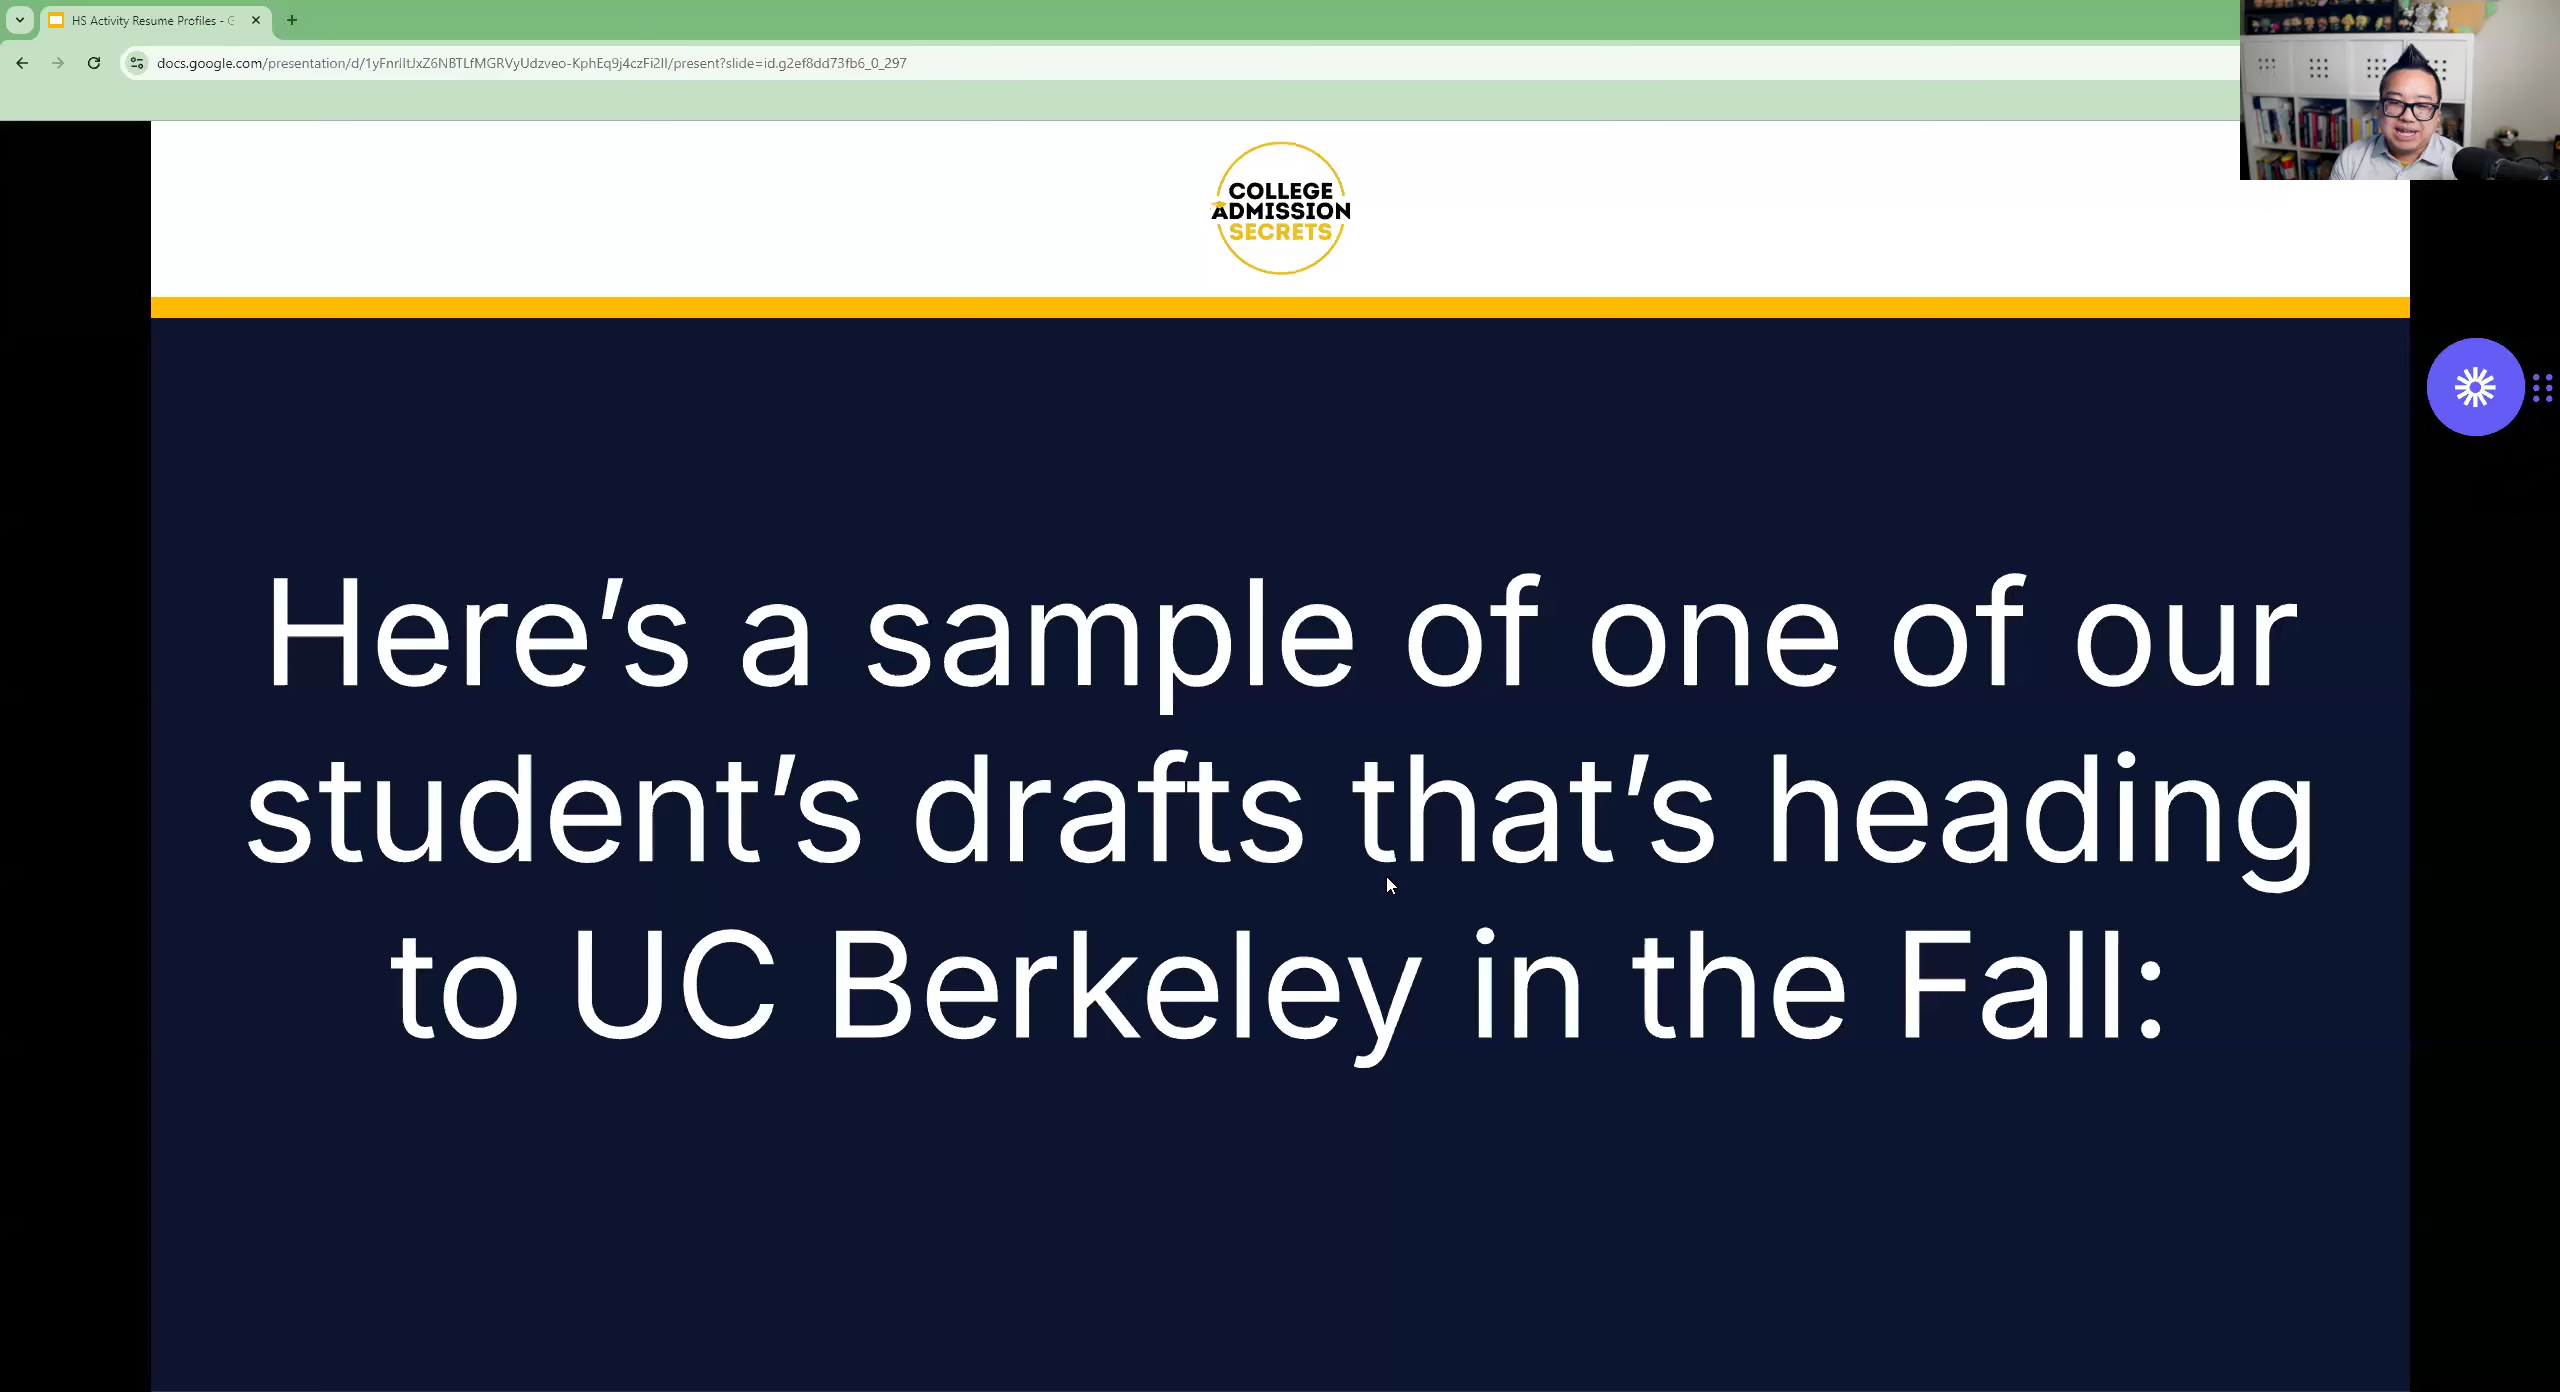 HS Activity Resume Profiles - G
docs.google.com/presentation/d/1yFnrlItJxZ6NBTLfMGRVyUdzveo-KphEq9j4czFi2lI/present?slide=id.g2ef8dd73fb6_0_297
COLLEGE
ADMISSION
SECRETS
Here’s a sample of one of our
student’s drafts that’s heading
to UC Berkeley in the Fall: